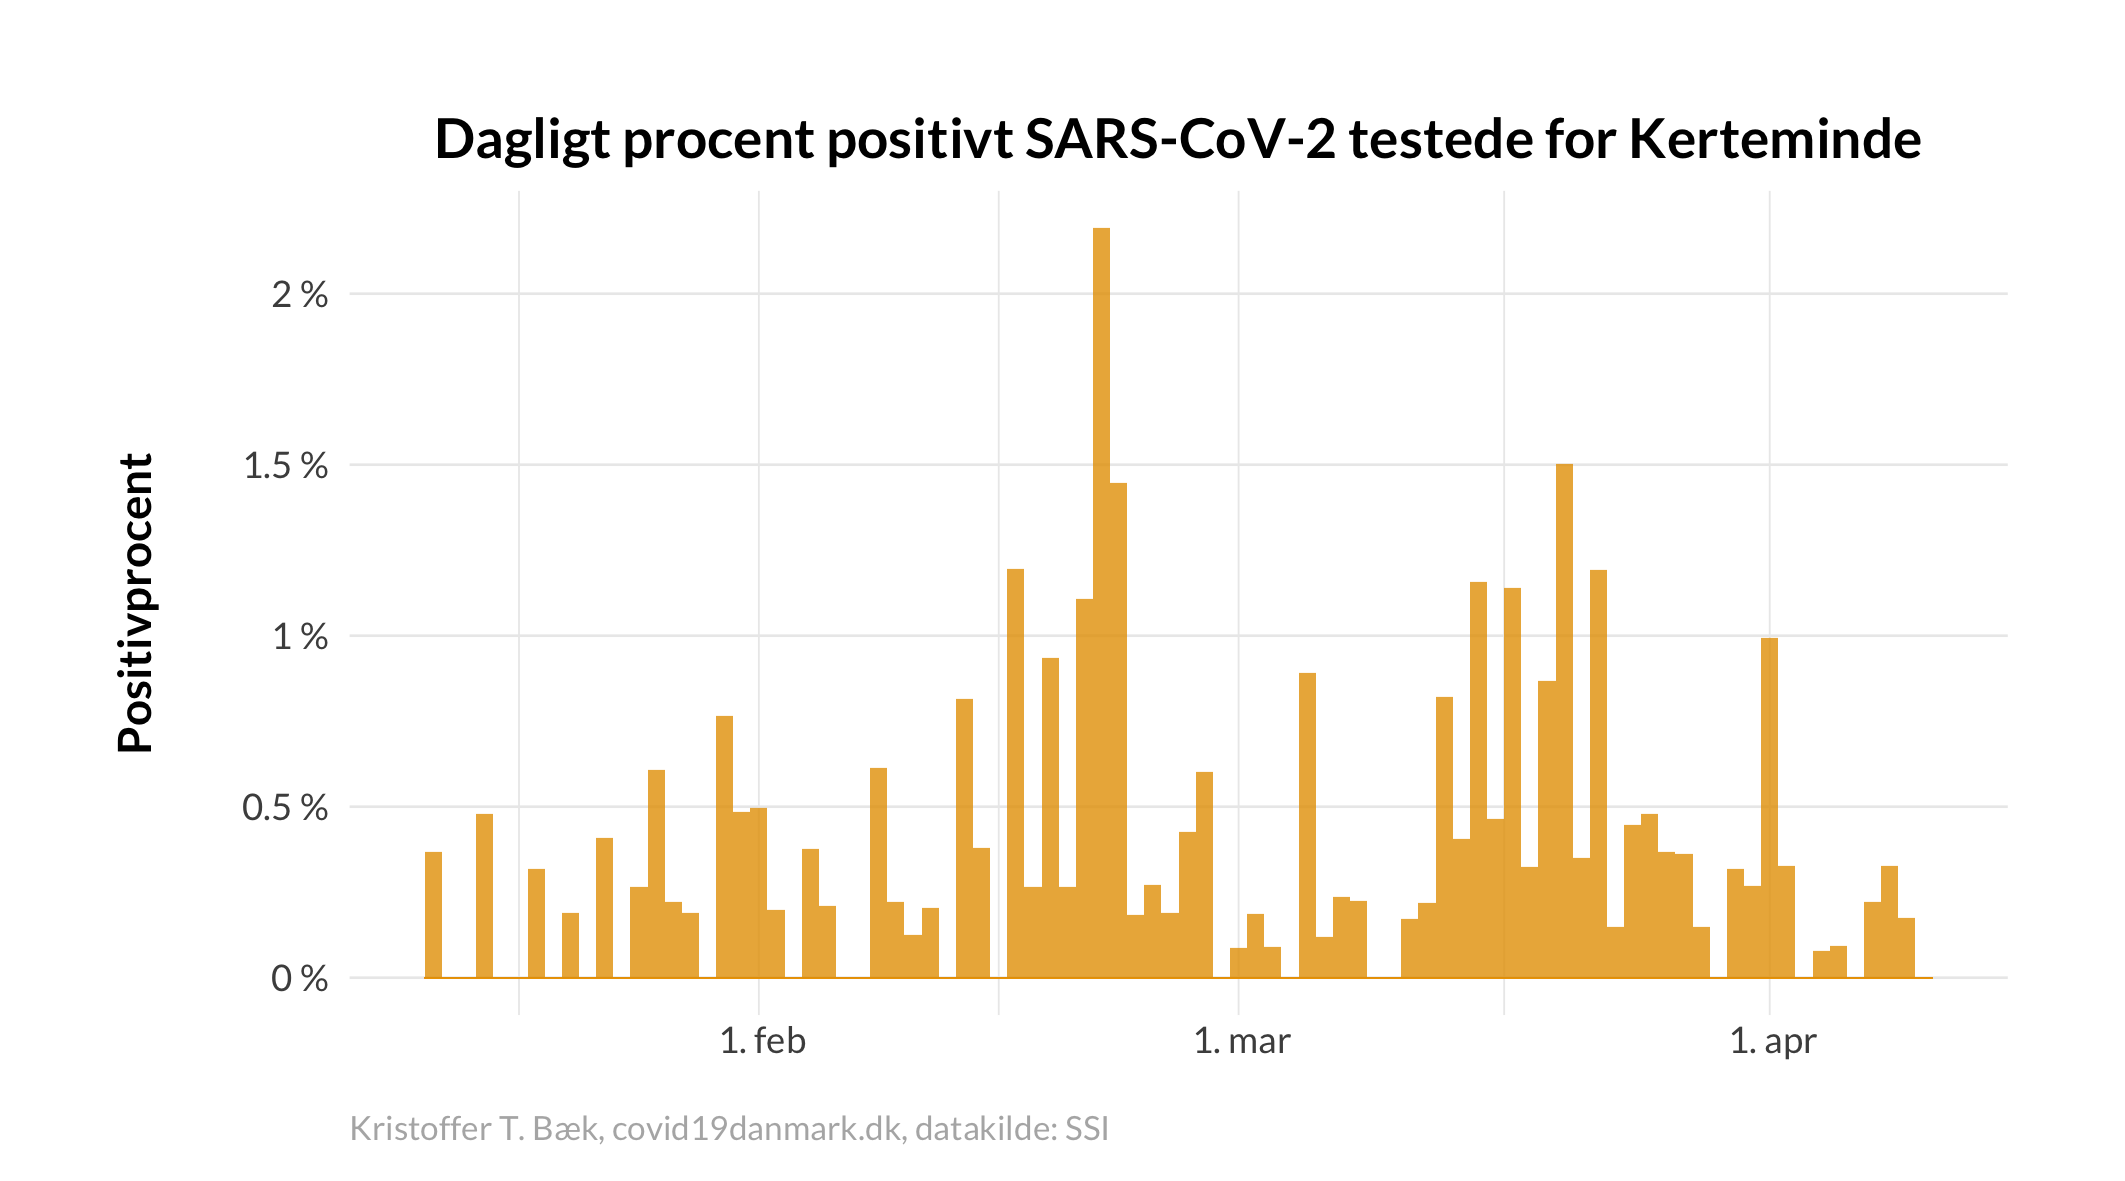 Dagligt procent positivt SARS-CoV-2 testede for Kerteminde
Positivprocent
2 %
1.5 %
1 %
0.5 %
0 %
1. feb
1. mar
1. apr
Kristoffer T. Bæk, covid19danmark.dk, datakilde: SSI